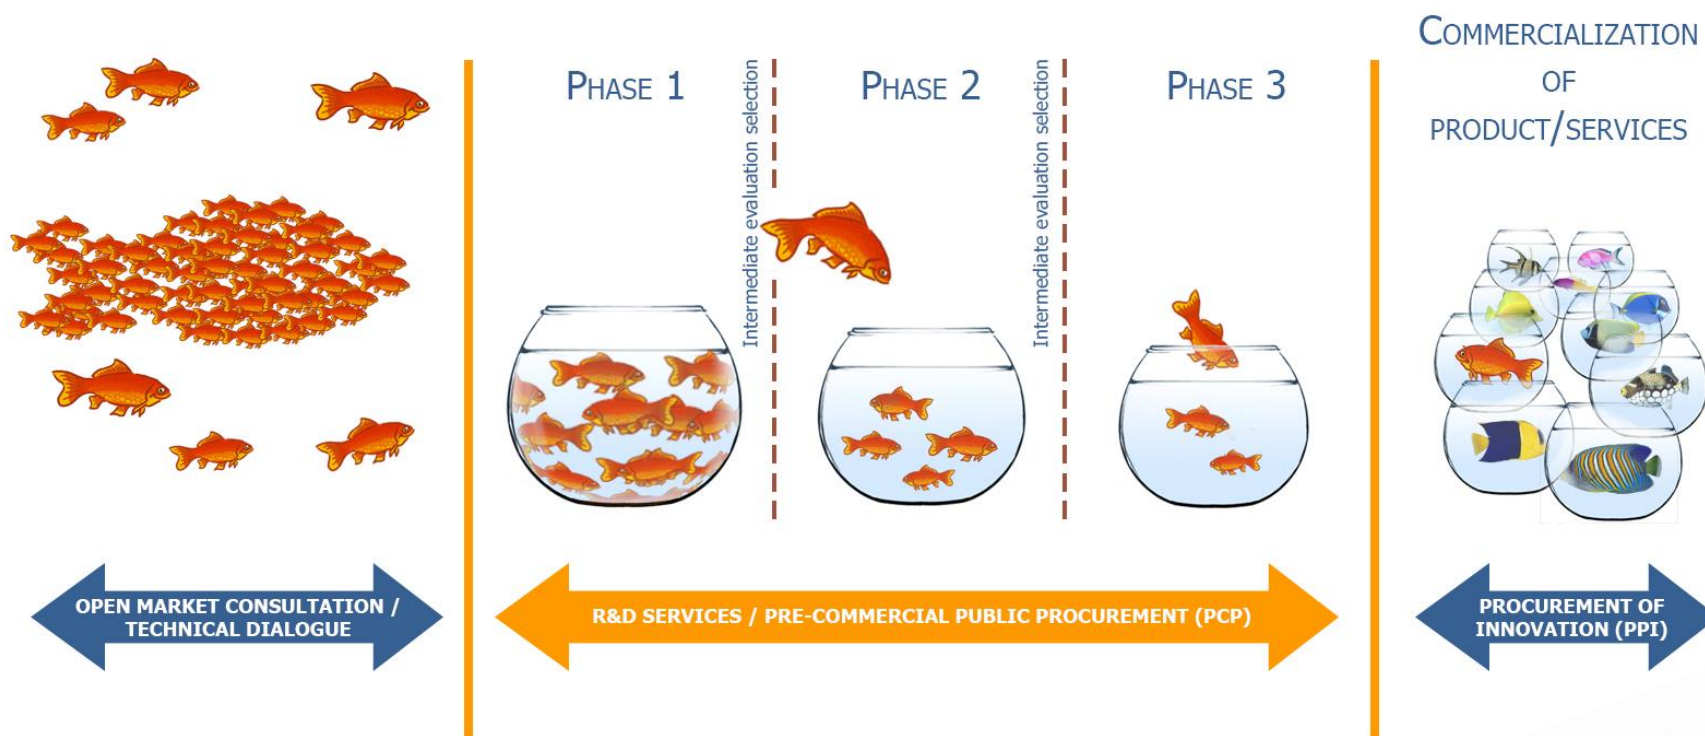 PHASE 1
Intermediate evaluation selection
PHASE 2
Intermediate evaluation selection
PHASE 3
COMMERCIALIZATION
OF
PRODUCT/SERVICES
OPEN MARKET CONSULTATION /
TECHNICAL DIALOGUE
R&D SERVICES / PRE-COMMERCIAL PUBLIC PROCUREMENT (PCP)
PROCUREMENT OF
INNOVATION (PPI)